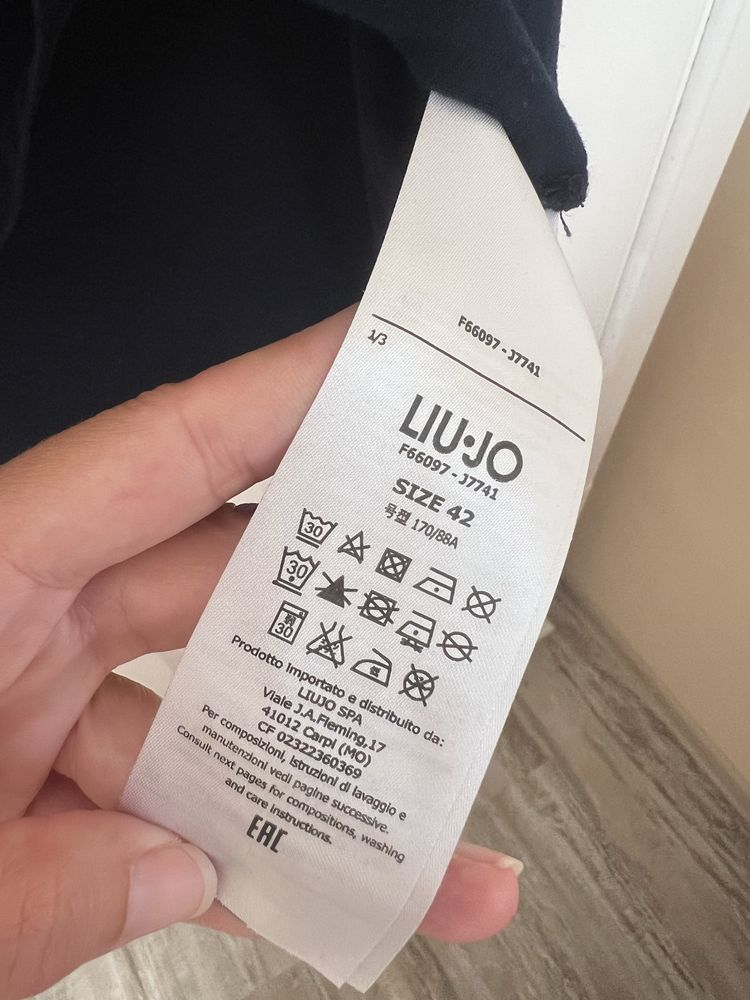 F66097 - J7741
1/3
LIU·JO
F66097 - J7741
SIZE 42
号型 170/88A
30
30
30
Prodotto Importato e distribuito da:
LIUJO SPA
Viale J.A.Fleming,17
41012 Carpi (MO)
CF 02322360369
Per composizioni, istruzioni di lavaggio e
manutenzioni vedi pagine successive.
Consult next pages for compositions, washing
and care instructions.
EAC